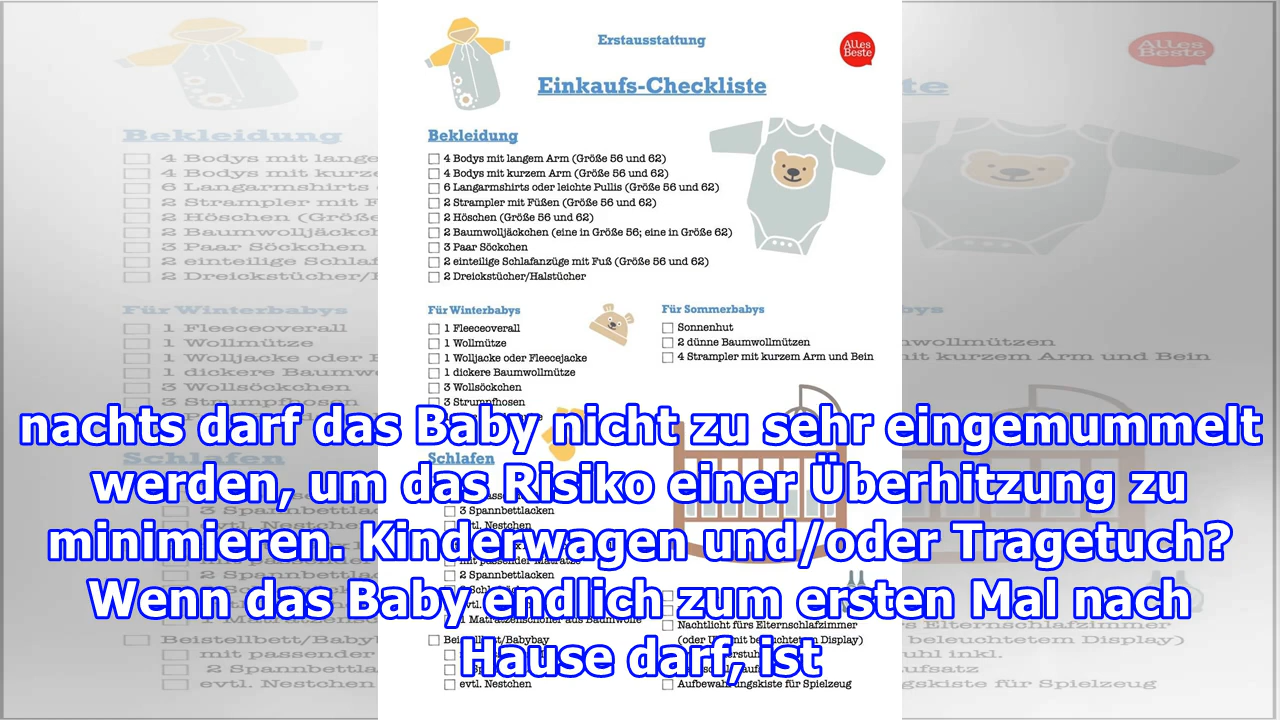 Erstausstattung
Alles
Beste
Einkaufs-Checkliste
Bekleidung
4 Bodys mit langem Arm (Größe 56 und 62)
4 Bodys mit kurzem Arm (Größe 56 und 62)
6 Langarmshirts oder leichte Pullis (Größe 56 und 62)
2 Strampler mit Füßen (Größe 56 und 62)
2 Höschen (Größe 56 und 62)
2 Baumwolljäckchen (eine in Größe 56; eine in Größe 62)
3 Paar Söckchen
2 einteilige Schlafanzüge mit Fuß (Größe 56 und 62)
2 Dreickstücher/Halstücher
Für Winterbabys
1 Fleeceoverall
1 Wollmütze
1 Wolljacke oder Fleecejacke
1 dickere Baumwollmütze
3 Wollsöckchen
3 Strumpfhosen
Für Sommerbabys
Sonnenhut
2 dünne Baumwollmützen
4 Strampler mit kurzem Arm und Bein
nachts darf das Baby nicht zu sehr eingemummelt
werden, um das Risiko einer Überhitzung zu
minimieren. Kinderwagen und/oder Tragetuch?
Wenn das Baby endlich zum ersten Mal nach
Hause darf, ist
Schlafen
3 Spannbettlacken
evtl. Nestchen
mit passender Matratze
2 Spannbettlacken
1 Matratzenschoner aus Baumwolle
Beistellbett/Babybay
evtl. Nestchen
Nachtlicht fürs Elternschlafzimmer
(oder Uhr mit beleuchtetem Display)
Aufbewahrungskiste für Spielzeug